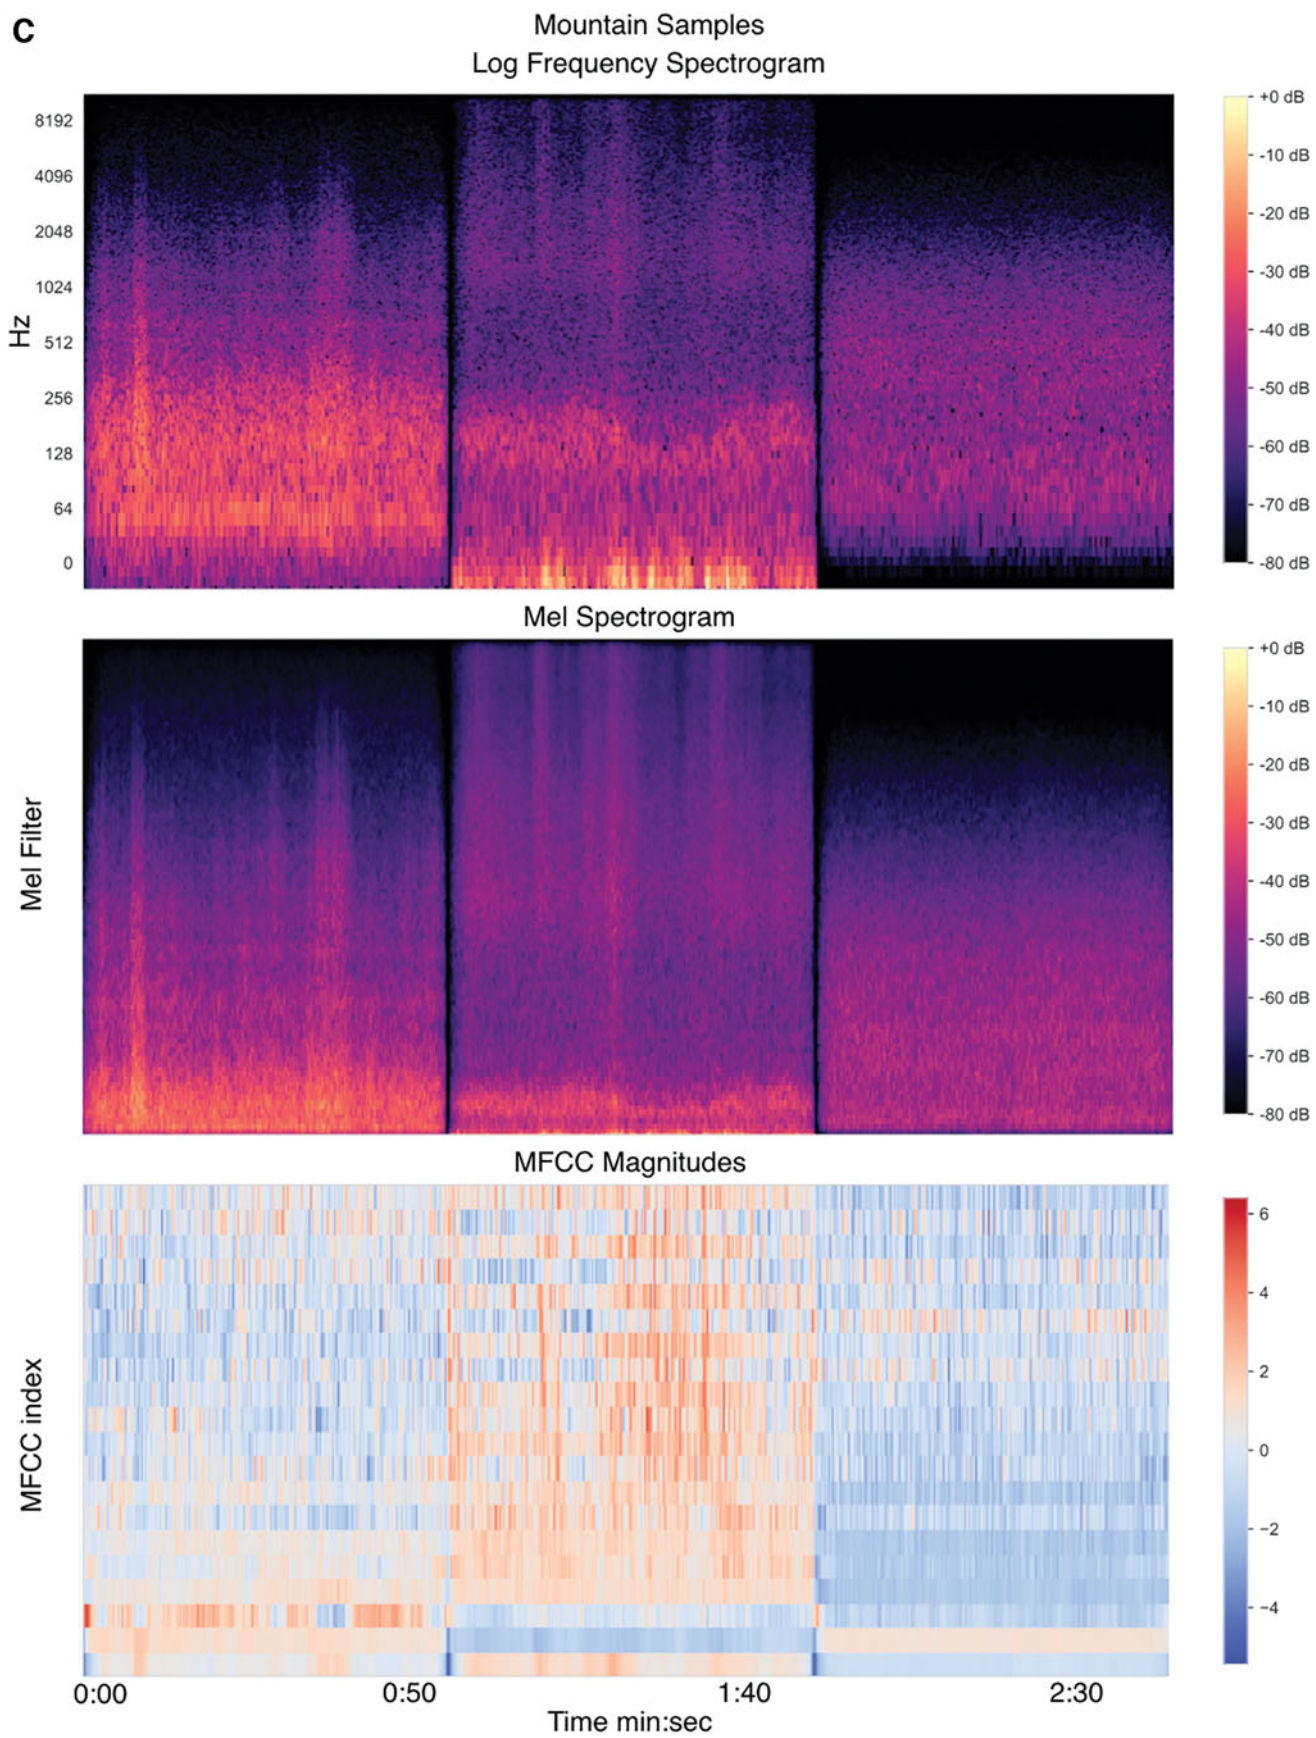 C
Mountain Samples
Log Frequency Spectrogram
8192
4096
2048
1024
512
256
128
64
0
Hz
+0 dB
-10 dB
-20 dB
-30 dB
-40 dB
-50 dB
-60 dB
-70 dB
-80 dB
Mel Spectrogram
Mel Filter
+0 dB
-10 dB
-20 dB
-30 dB
-40 dB
-50 dB
-60 dB
-70 dB
-80 dB
MFCC Magnitudes
MFCC index
6
4
2
0
−2
−4
0:00
0:50
1:40
2:30
Time min:sec